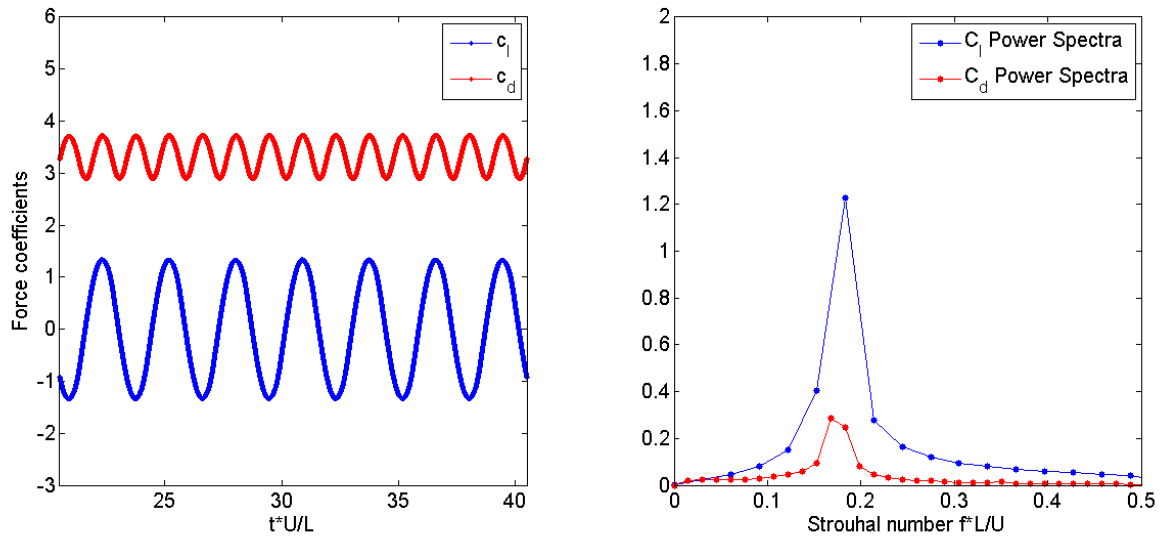 6
5
4
3
2
1
0
-1
-2
-3
Force coefficients
c_l
c_d
25 30 35 40
t*U/L
2
1.8
1.6
1.4
1.2
1
0.8
0.6
0.4
0.2
0
C_l Power Spectra
C_d Power Spectra
0 0.1 0.2 0.3 0.4 0.5
Strouhal number f*L/U